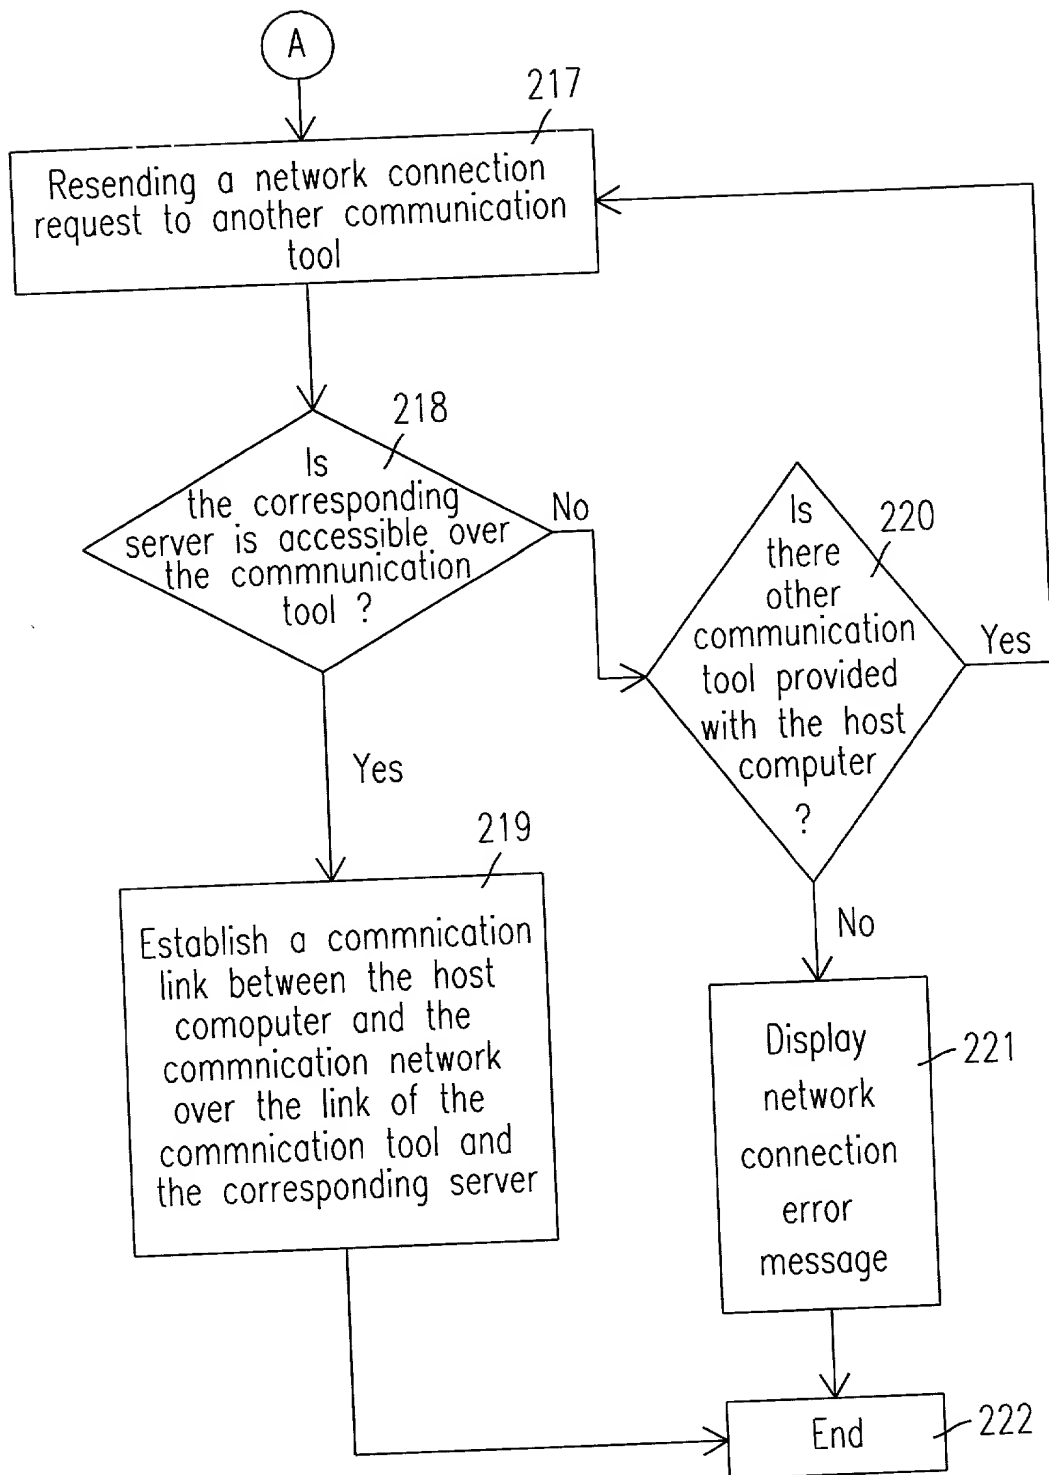 A
217
Resending a network connection
request to another communication
tool
218
Is
the corresponding
server is accessible over
the commnunication
tool ?
No
Yes
220
Is
there
other
communication
tool provided
with the host
computer
?
Yes
No
219
Establish a commnication
link between the host
comoputer and the
commnication network
over the link of the
commnication tool and
the corresponding server
221
Display
network
connection
error
message
End
222